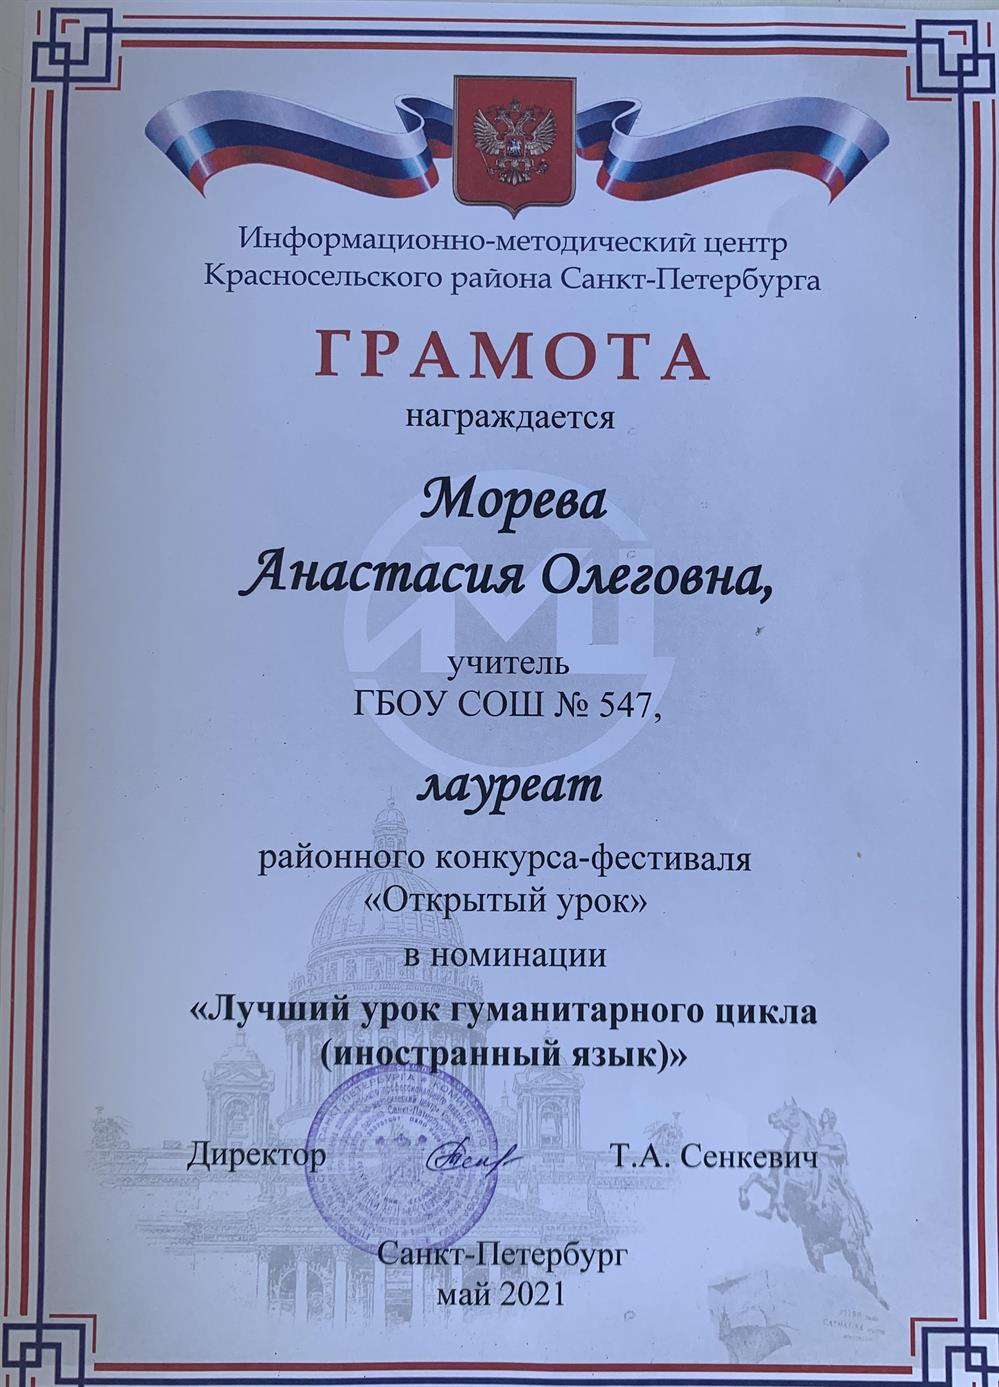 Информационно-методический центр
Красносельского района Санкт-Петербурга
ГРАМОТА
награждается
Морева
Анастасия Олеговна,
ИМЦ
учитель
ГБОУ СОШ № 547,
лауреат
районного конкурса-фестиваля
«Открытый урок»
в номинации
«Лучший урок гуманитарного цикла
(иностранный язык)»
Директор Т.А. Сенкевич
Санкт-Петербург
май 2021